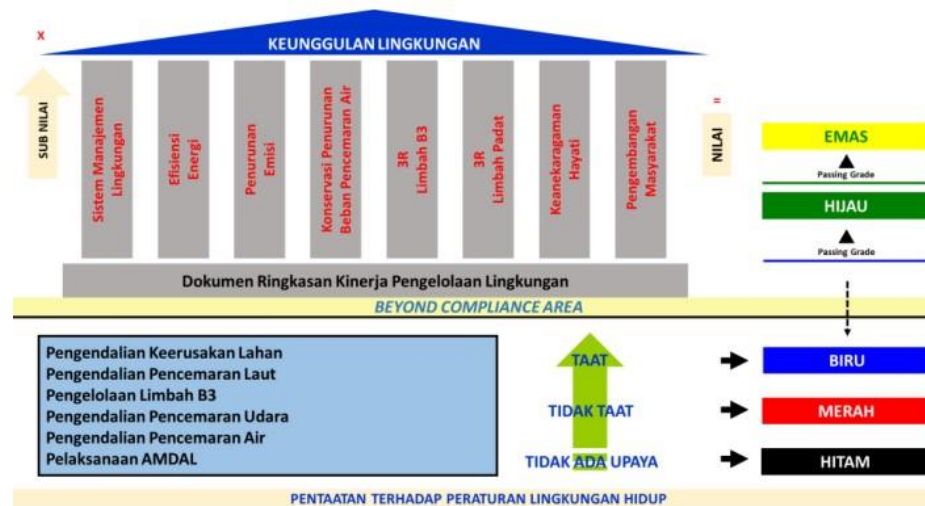 X
KEUNGGULAN LINGKUNGAN
SUB NILAI
Sistem Manajemen
Lingkungan
Efisiensi
Energi
Penurunan
Emisi
Konservasi Penurunan
Beban Pencemaran Air
3R
Limbah B3
3R
Limbah Padat
Keanekaragaman
Hayati
Pengembangan
Masyarakat
=
NILAI
EMAS
Passing Grade
HIJAU
Passing Grade
Dokumen Ringkasan Kinerja Pengelolaan Lingkungan
BEYOND COMPLIANCE AREA
Pengendalian Keerusakan Lahan
Pengendalian Pencemaran Laut
Pengelolaan Limbah B3
Pengendalian Pencemaran Udara
Pengendalian Pencemaran Air
Pelaksanaan AMDAL
TAAT
TIDAK TAAT
TIDAK ADA UPAYA
BIRU
MERAH
HITAM
PENTAATAN TERHADAP PERATURAN LINGKUNGAN HIDUP